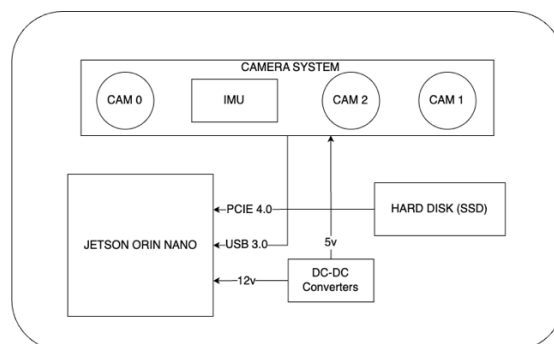 CAMERA SYSTEM
CAM 0
IMU
CAM 2
CAM 1
PCIE 4.0
HARD DISK (SSD)
JETSON ORIN NANO
USB 3.0
5v
12v
DC-DC
Converters